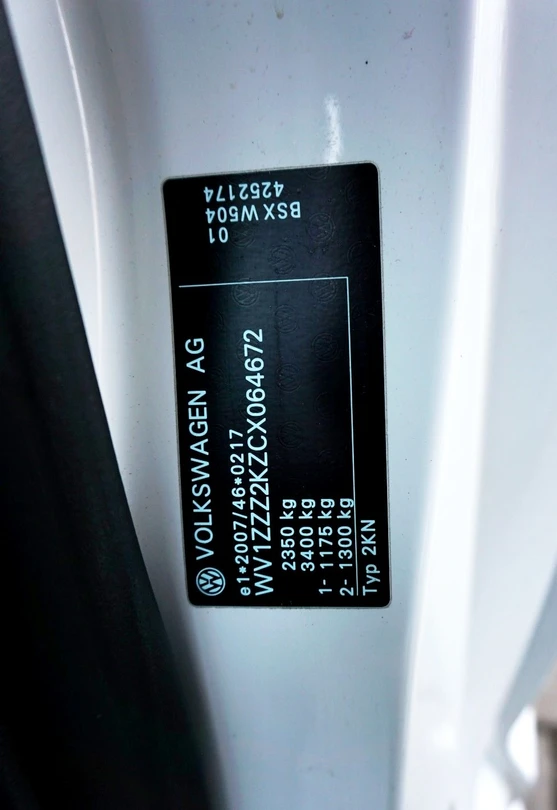 VOLKSWAGEN AG
e1*2007/46*0217
WV1ZZZ2KZCX064672
2350 kg
3400 kg
1- 1175 kg
2- 1300 kg
Typ 2KN
4252174
BSX W504
01